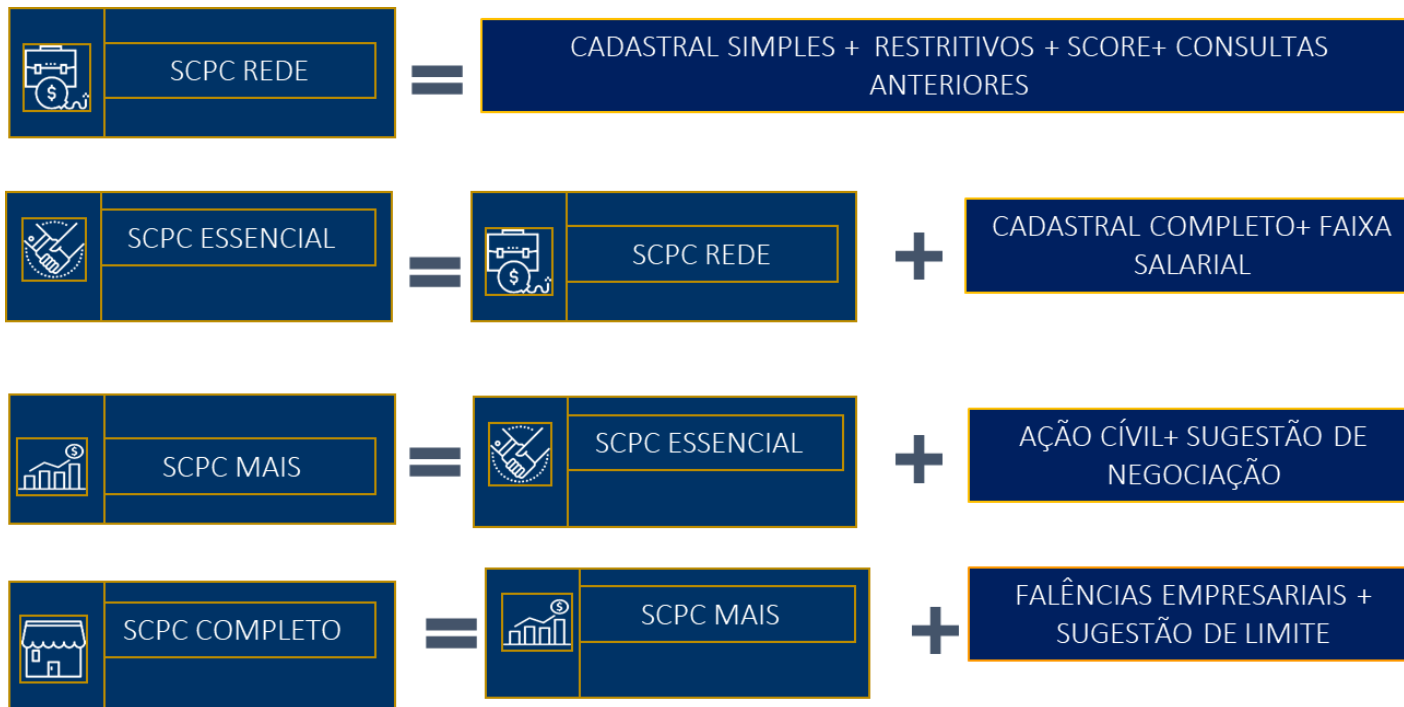 SCPC REDE
CADASTRAL SIMPLES + RESTRITIVOS + SCORE+ CONSULTAS
ANTERIORES
SCPC ESSENCIAL
SCPC REDE
CADASTRAL COMPLETO+ FAIXA
SALARIAL
SCPC MAIS
SCPC ESSENCIAL
AÇÃO CÍVIL+ SUGESTÃO DE
NEGOCIAÇÃO
SCPC COMPLETO
SCPC MAIS
FALÊNCIAS EMPRESARIAIS +
SUGESTÃO DE LIMITE